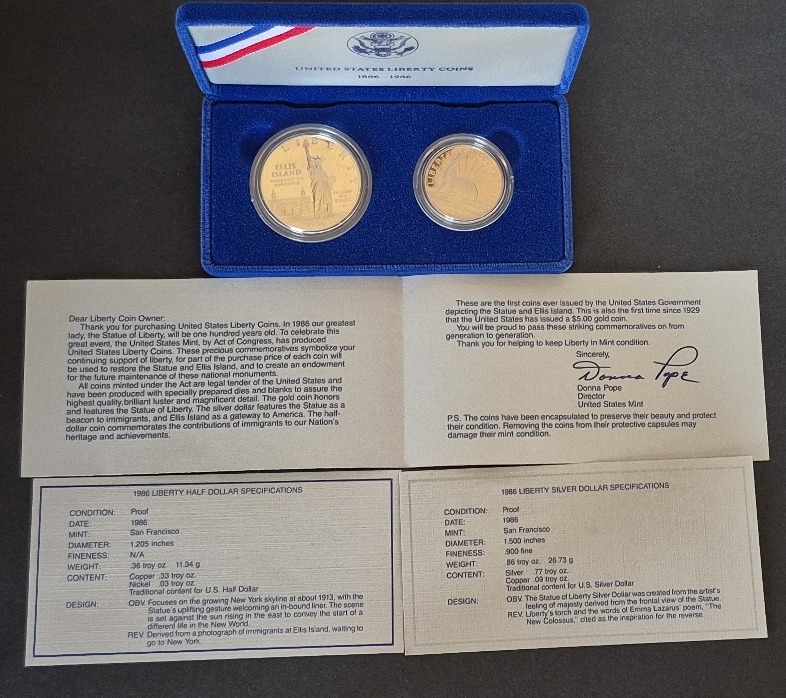 UNITED STATES LIBERTY COINS
1886 - 1986
LIBERTY
ELLIS
ISLAND
GATEWAY TO
AMERICA
LIBERTY
Dear Liberty Coin Owner:
Thank you for purchasing United States Liberty Coins. In 1986 our greatest
lady, the Statue of Liberty, will be one hundred years old. To celebrate this
great event, the United States Mint, by Act of Congress, has produced
United States Liberty Coins. These precious commemoratives symbolize your
continuing support of liberty, for part of the purchase price of each coin will
be used to restore the Statue and Ellis Island, and to create an endowment
for the future maintenance of these national monuments.
All coins minted under the Act are legal tender of the United States and
have been produced with specially prepared dies and blanks to assure the
highest quality, brilliant luster and magnificent detail. The gold coin honors
and features the Statue of Liberty. The silver dollar features the Statue as a
beacon to immigrants, and Ellis Island as a gateway to America. The half-
dollar coin commemorates the contributions of immigrants to our Nation's
heritage and achievements.
These are the first coins ever issued by the United States Government
depicting the Statue and Ellis Island. This is also the first time since 1929
that the United States has issued a $5.00 gold coin.
You will be proud to pass these striking commemoratives on from
generation to generation.
Thank you for helping to keep Liberty in Mint condition.
Sincerely,
Donna Pope
Donna Pope
Director
United States Mint
P.S. The coins have been encapsulated to preserve their beauty and protect
their condition. Removing the coins from their protective capsules may
damage their mint condition.
1986 LIBERTY HALF DOLLAR SPECIFICATIONS
CONDITION: Proof
DATE: 1986
MINT: San Francisco
DIAMETER: 1.205 inches
FINENESS: N/A
WEIGHT: .36 troy oz. 11.34 g
CONTENT: Copper .33 troy oz.
Nickel .03 troy oz.
Traditional content for U.S. Half Dollar
DESIGN: OBV. Focuses on the growing New York skyline at about 1913, with the
Statue's uplifting gesture welcoming an in-bound liner. The scene
is set against the sun rising in the east to convey the start of a
different life in the New World.
REV. Derived from a photograph of immigrants at Ellis Island, waiting to
go to New York.
1986 LIBERTY SILVER DOLLAR SPECIFICATIONS
CONDITION: Proof
DATE: 1986
MINT: San Francisco
DIAMETER: 1.500 inches
FINENESS: .900 fine
WEIGHT: .86 troy oz. 26.73 g
CONTENT: Silver .77 troy oz.
Copper .09 troy oz.
Traditional content for U.S. Silver Dollar
DESIGN: OBV. The Statue of Liberty Silver Dollar was created from the artist's
feeling of majesty derived from the frontal view of the Statue.
REV. Liberty's torch and the words of Emma Lazarus' poem, "The
New Colossus," cited as the inspiration for the reverse.